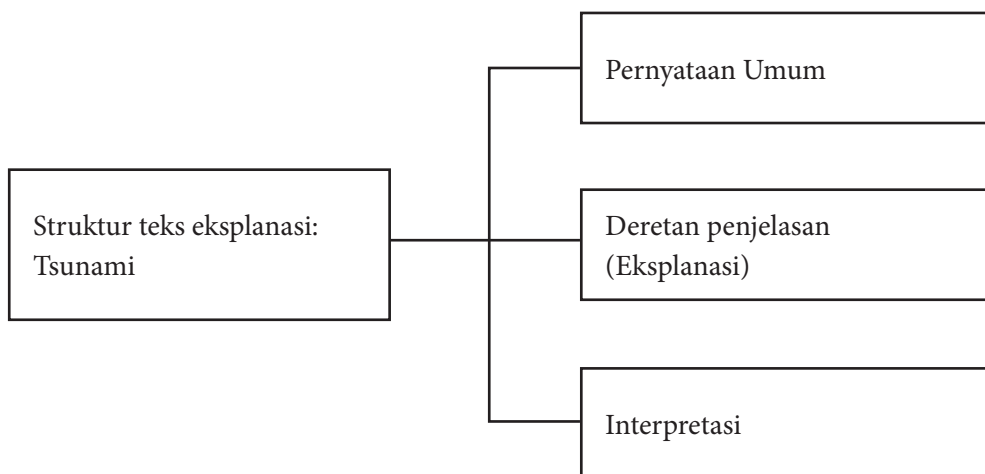 Pernyataan Umum
Struktur teks eksplanasi:
Tsunami
Deretan penjelasan
(Eksplanasi)
Interpretasi